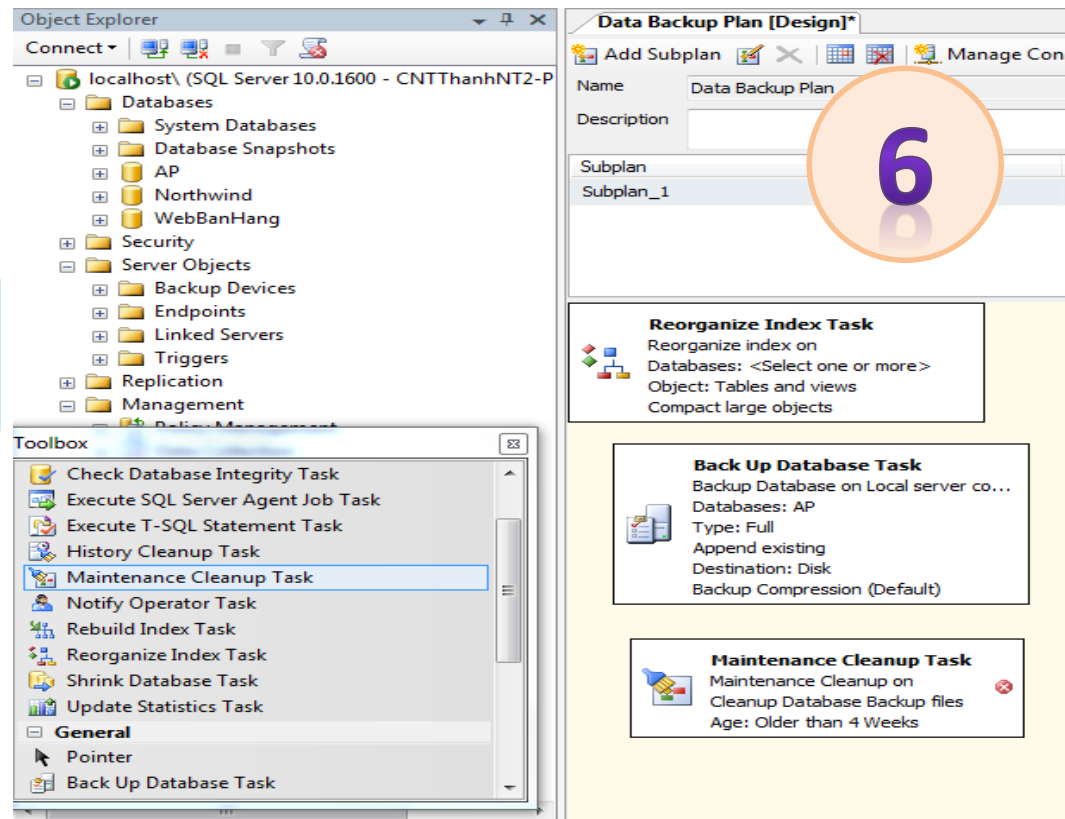 Object Explorer
Connect
localhost\ (SQL Server 10.0.1600 - CNTThanhNT2-P
Databases
System Databases
Database Snapshots
AP
Northwind
WebBanHang
Security
Server Objects
Backup Devices
Endpoints
Linked Servers
Triggers
Replication
Management
Policy Management
Toolbox
Check Database Integrity Task
Execute SQL Server Agent Job Task
Execute T-SQL Statement Task
History Cleanup Task
Maintenance Cleanup Task
Notify Operator Task
Rebuild Index Task
Reorganize Index Task
Shrink Database Task
Update Statistics Task
General
Pointer
Back Up Database Task
Data Backup Plan [Design]*
Add Subplan Manage Con
Name Data Backup Plan
Description
Subplan
Subplan_1
6
Reorganize Index Task
Reorganize index on
Databases: <Select one or more>
Object: Tables and views
Compact large objects
Back Up Database Task
Backup Database on Local server co...
Databases: AP
Type: Full
Append existing
Destination: Disk
Backup Compression (Default)
Maintenance Cleanup Task
Maintenance Cleanup on
Cleanup Database Backup files
Age: Older than 4 Weeks